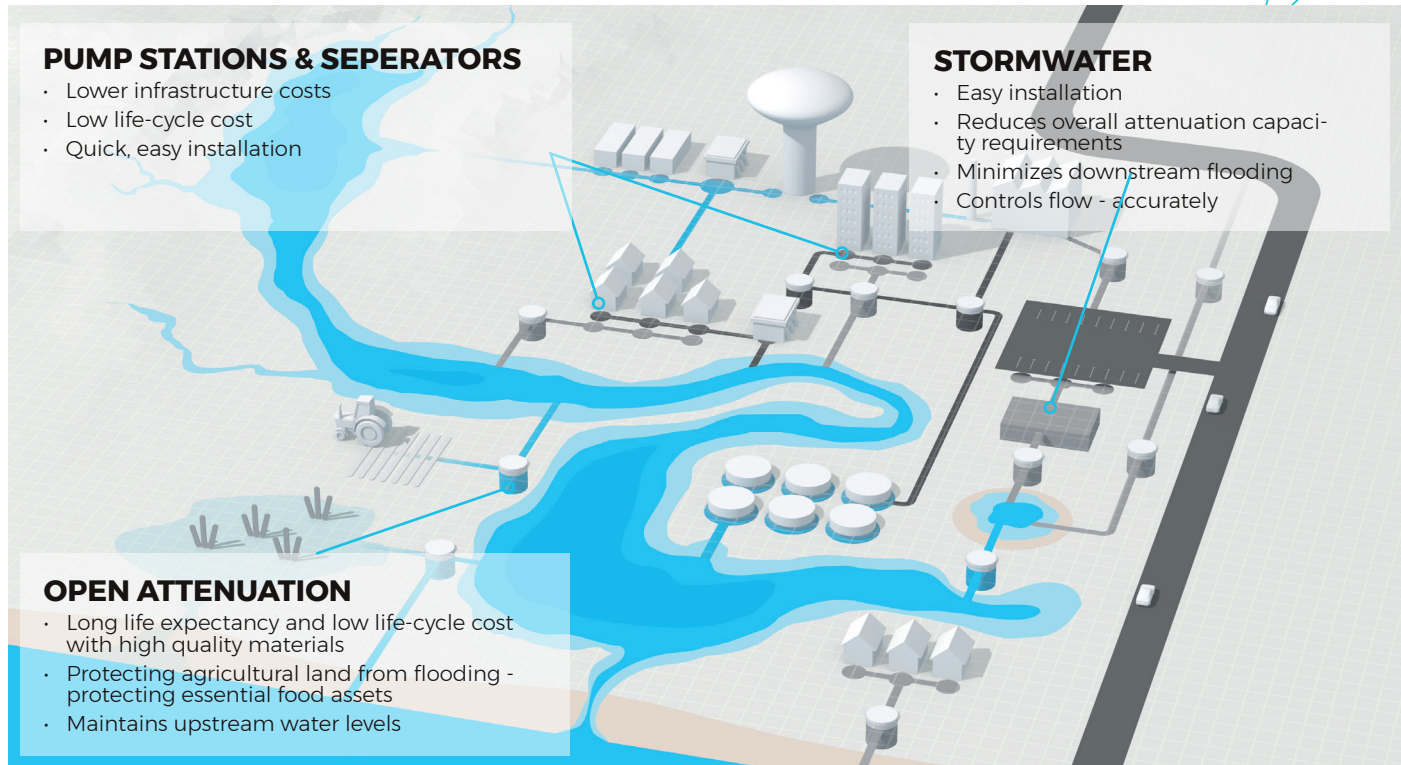 PUMP STATIONS & SEPERATORS
• Lower infrastructure costs
• Low life-cycle cost
• Quick, easy installation
STORMWATER
• Easy installation
• Reduces overall attenuation capaci-
ty requirements
• Minimizes downstream flooding
• Controls flow - accurately
OPEN ATTENUATION
• Long life expectancy and low life-cycle cost
with high quality materials
• Protecting agricultural land from flooding -
protecting essential food assets
• Maintains upstream water levels